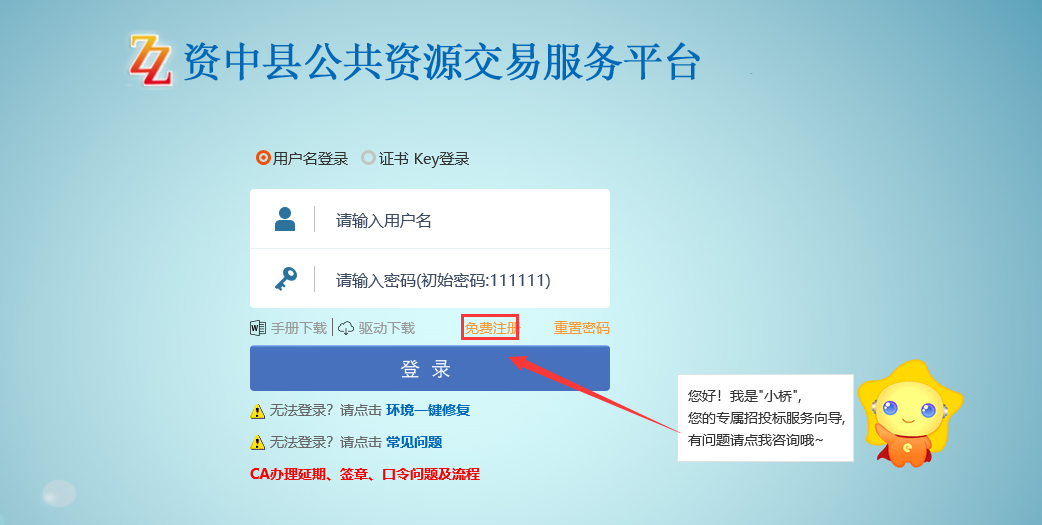 ZZ 资中县公共资源交易服务平台
用户名登录 证书 Key登录
请输入用户名
请输入密码(初始密码:111111)
手册下载 驱动下载 免费注册 重置密码
登 录
无法登录？请点击 环境一键修复
无法登录？请点击 常见问题
CA办理延期、签章、口令问题及流程
您好！我是"小桥",
您的专属招投标服务向导,
有问题请点我咨询哦~